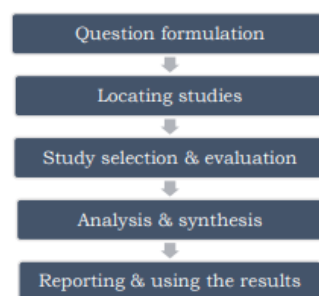 Question formulation
Locating studies
Study selection & evaluation
Analysis & synthesis
Reporting & using the results